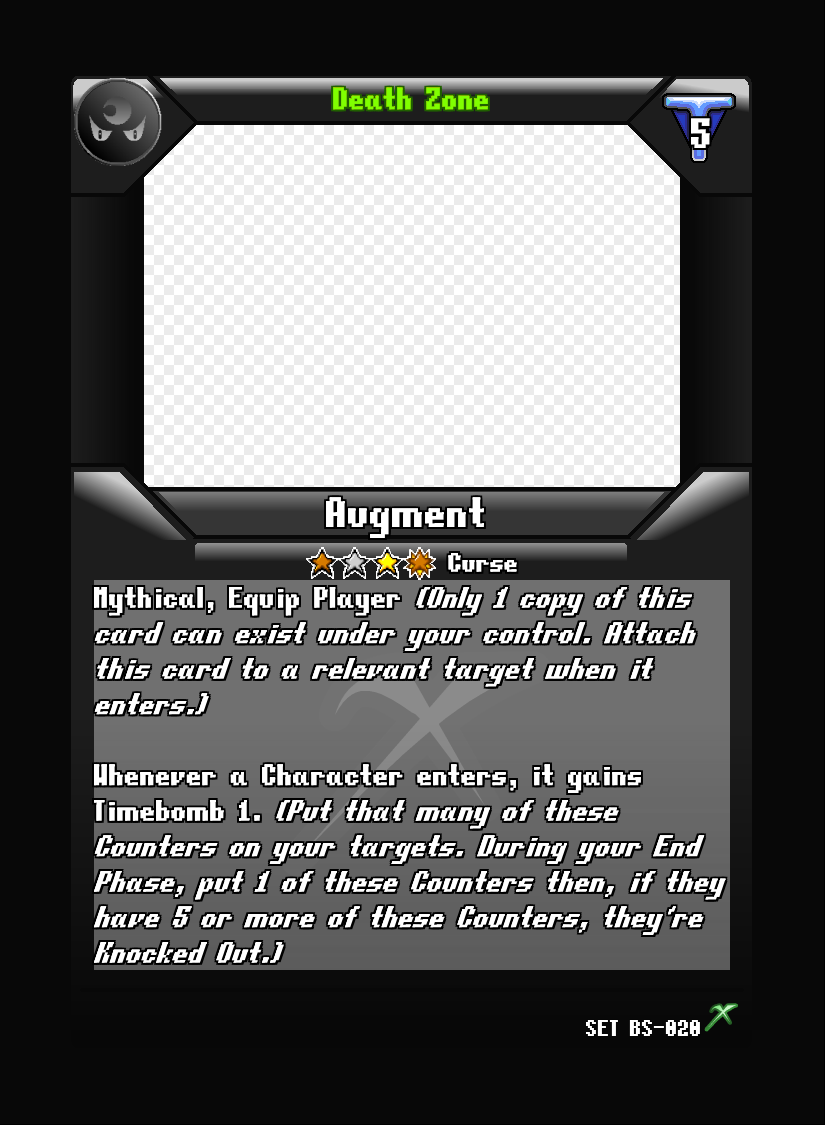 Death Zone
5
Augment
Curse
Mythical, Equip Player (Only 1 copy of this
card can exist under your control. Attach
this card to a relevant target when it
enters.)
Whenever a Character enters, it gains
Timebomb 1. (Put that many of these
Counters on your targets. During your End
Phase, put 1 of these Counters then, if they
have 5 or more of these Counters, they're
Knocked Out.)
SET BS-020